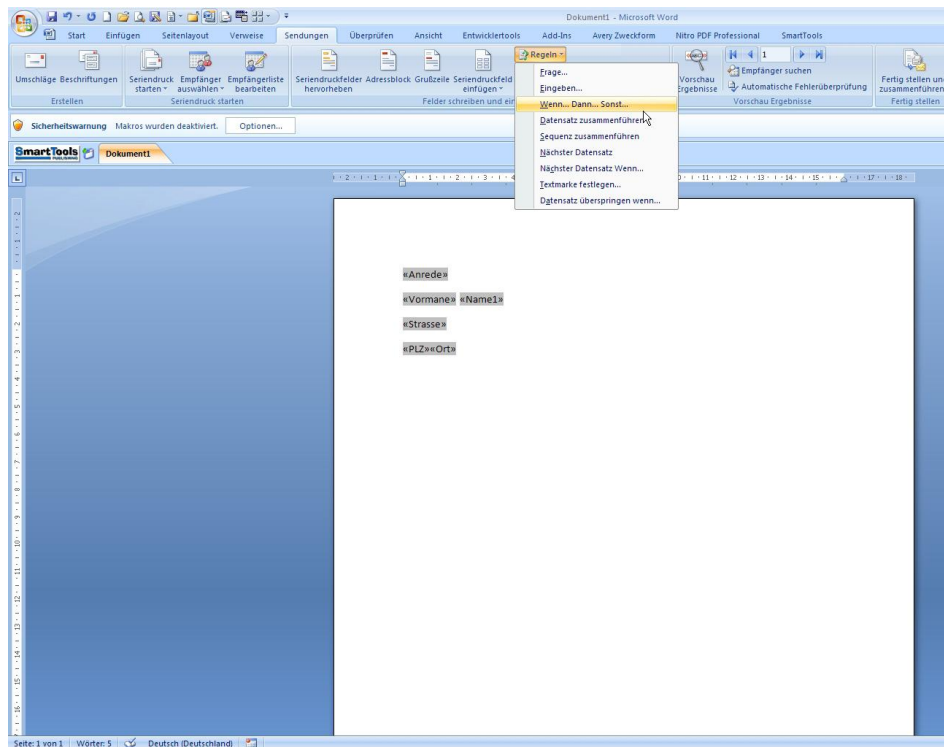 Dokument1 - Microsoft Word
Start Einfügen Seitenlayout Verweise Sendungen Überprüfen Ansicht Entwicklertools Add-Ins Avery Zweckform Nitro PDF Professional SmartTools
Umschläge Beschriftungen
Erstellen
Seriendruck starten
Empfänger auswählen
Empfängerliste bearbeiten
Seriendruck starten
Seriendruckfelder hervorheben
Adressblock Grußzeile
Seriendruckfeld einfügen
Felder schreiben und ein
Regeln
Frage...
Eingeben...
Wenn... Dann... Sonst...
Datensatz zusammenführen
Sequenz zusammenführen
Nächster Datensatz
Nächster Datensatz Wenn...
Textmarke festlegen...
Datensatz überspringen wenn...
Vorschau Ergebnisse
1
Empfänger suchen
Automatische Fehlerüberprüfung
Vorschau Ergebnisse
Fertig stellen un
zusammenführen
Fertig stellen
Sicherheitswarnung Makros wurden deaktiviert. Optionen...
SmartTools PUBLISHING Dokument1
«Anrede»
«Vormane» «Name1»
«Strasse»
«PLZ»«Ort»
Seite: 1 von 1 Wörter: 5 Deutsch (Deutschland)